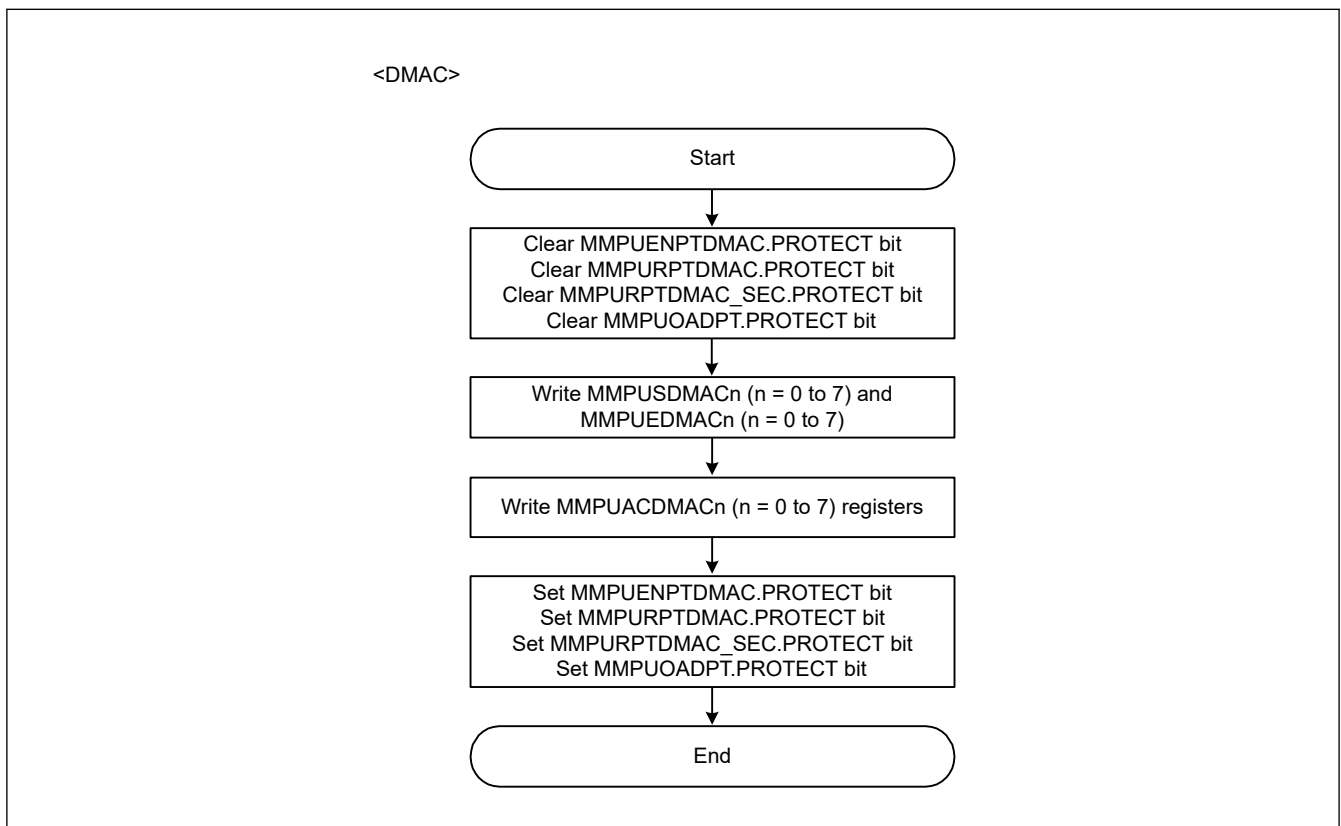 <DMAC>
Start
Clear MMPUENPTDMAC.PROTECT bit
Clear MMPURPTDMAC.PROTECT bit
Clear MMPURPTDMAC_SEC.PROTECT bit
Clear MMPUOADPT.PROTECT bit
Write MMPUSDMACn (n = 0 to 7) and
MMPUEDMACn (n = 0 to 7)
Write MMPUACDMACn (n = 0 to 7) registers
Set MMPUENPTDMAC.PROTECT bit
Set MMPURPTDMAC.PROTECT bit
Set MMPURPTDMAC_SEC.PROTECT bit
Set MMPUOADPT.PROTECT bit
End